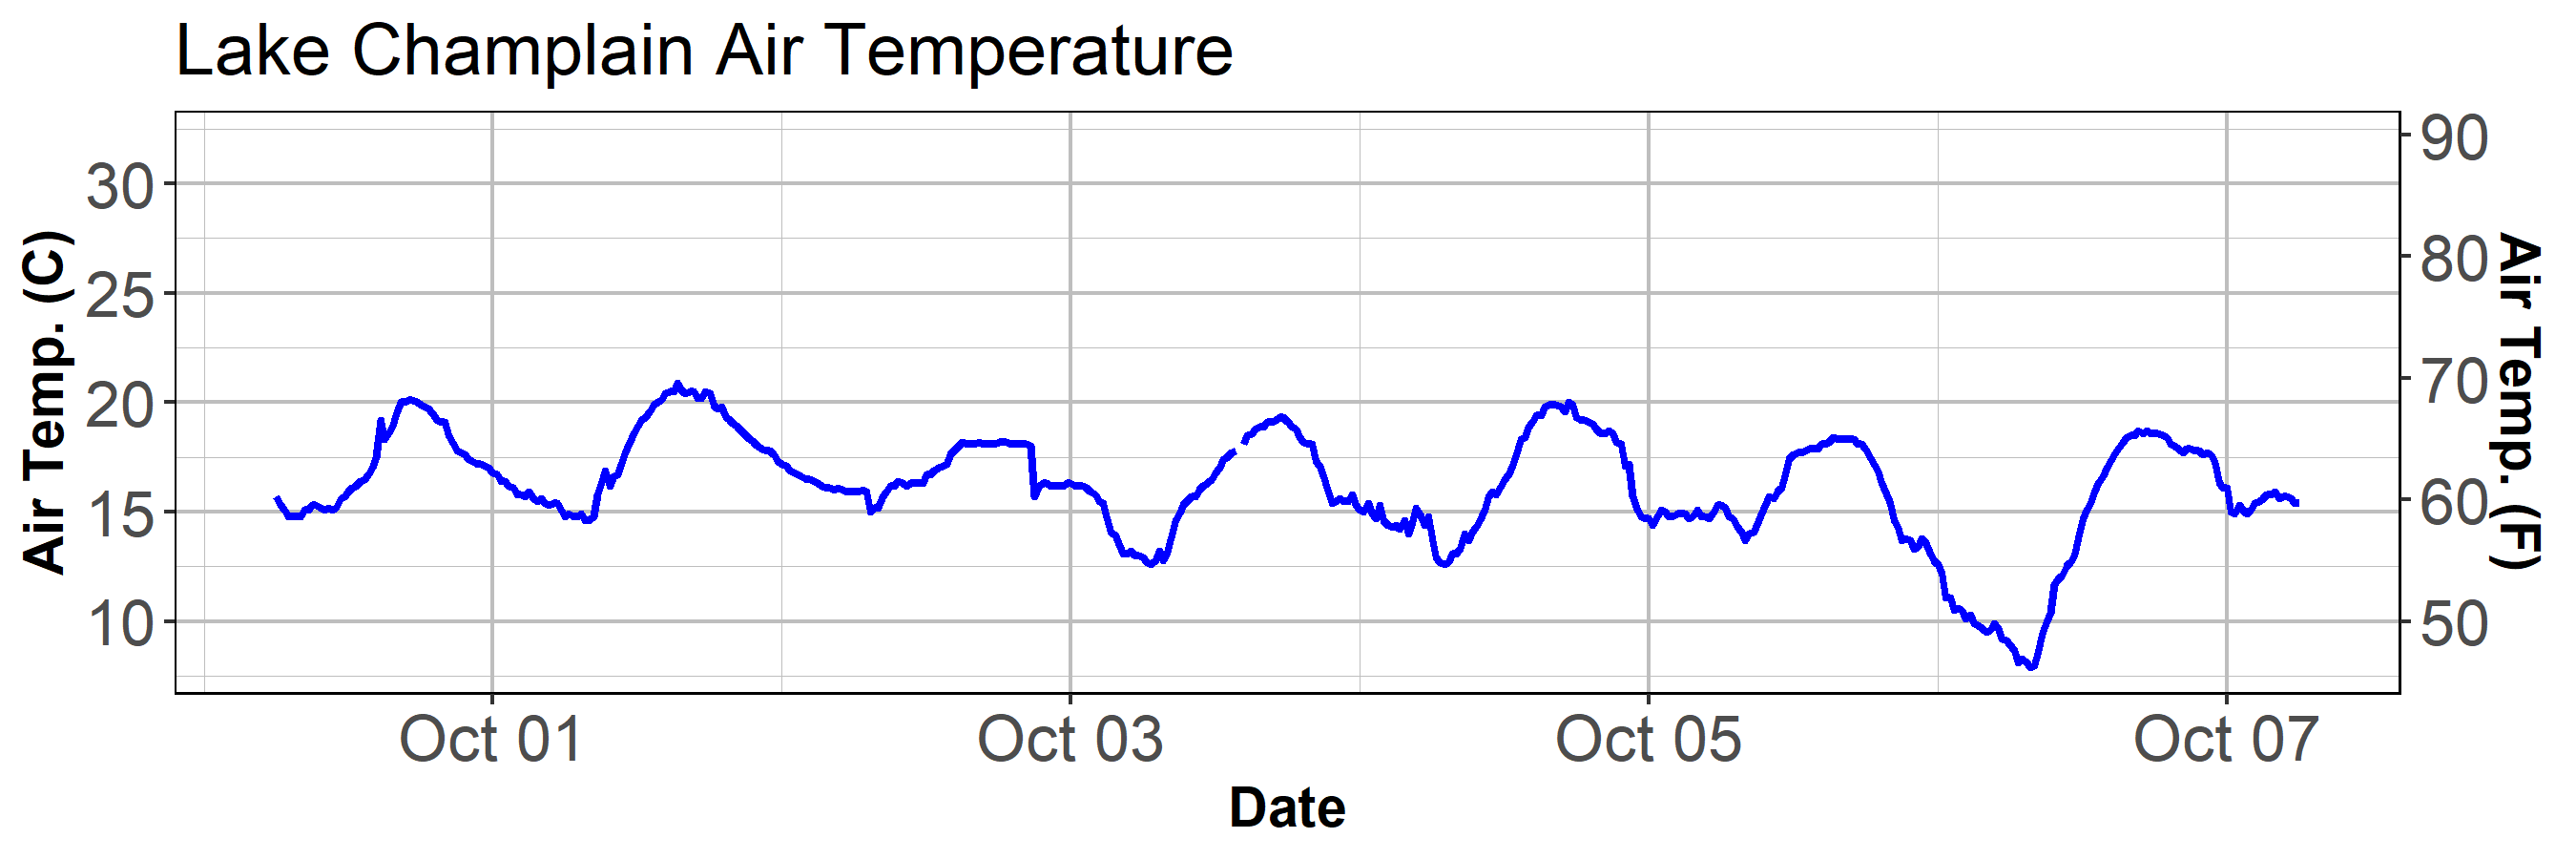 Lake Champlain Air Temperature
Air Temp. (C)
30
25
20
15
10
90
80
70
60
50
Air Temp. (F)
Oct 01 Oct 03 Oct 05 Oct 07
Date